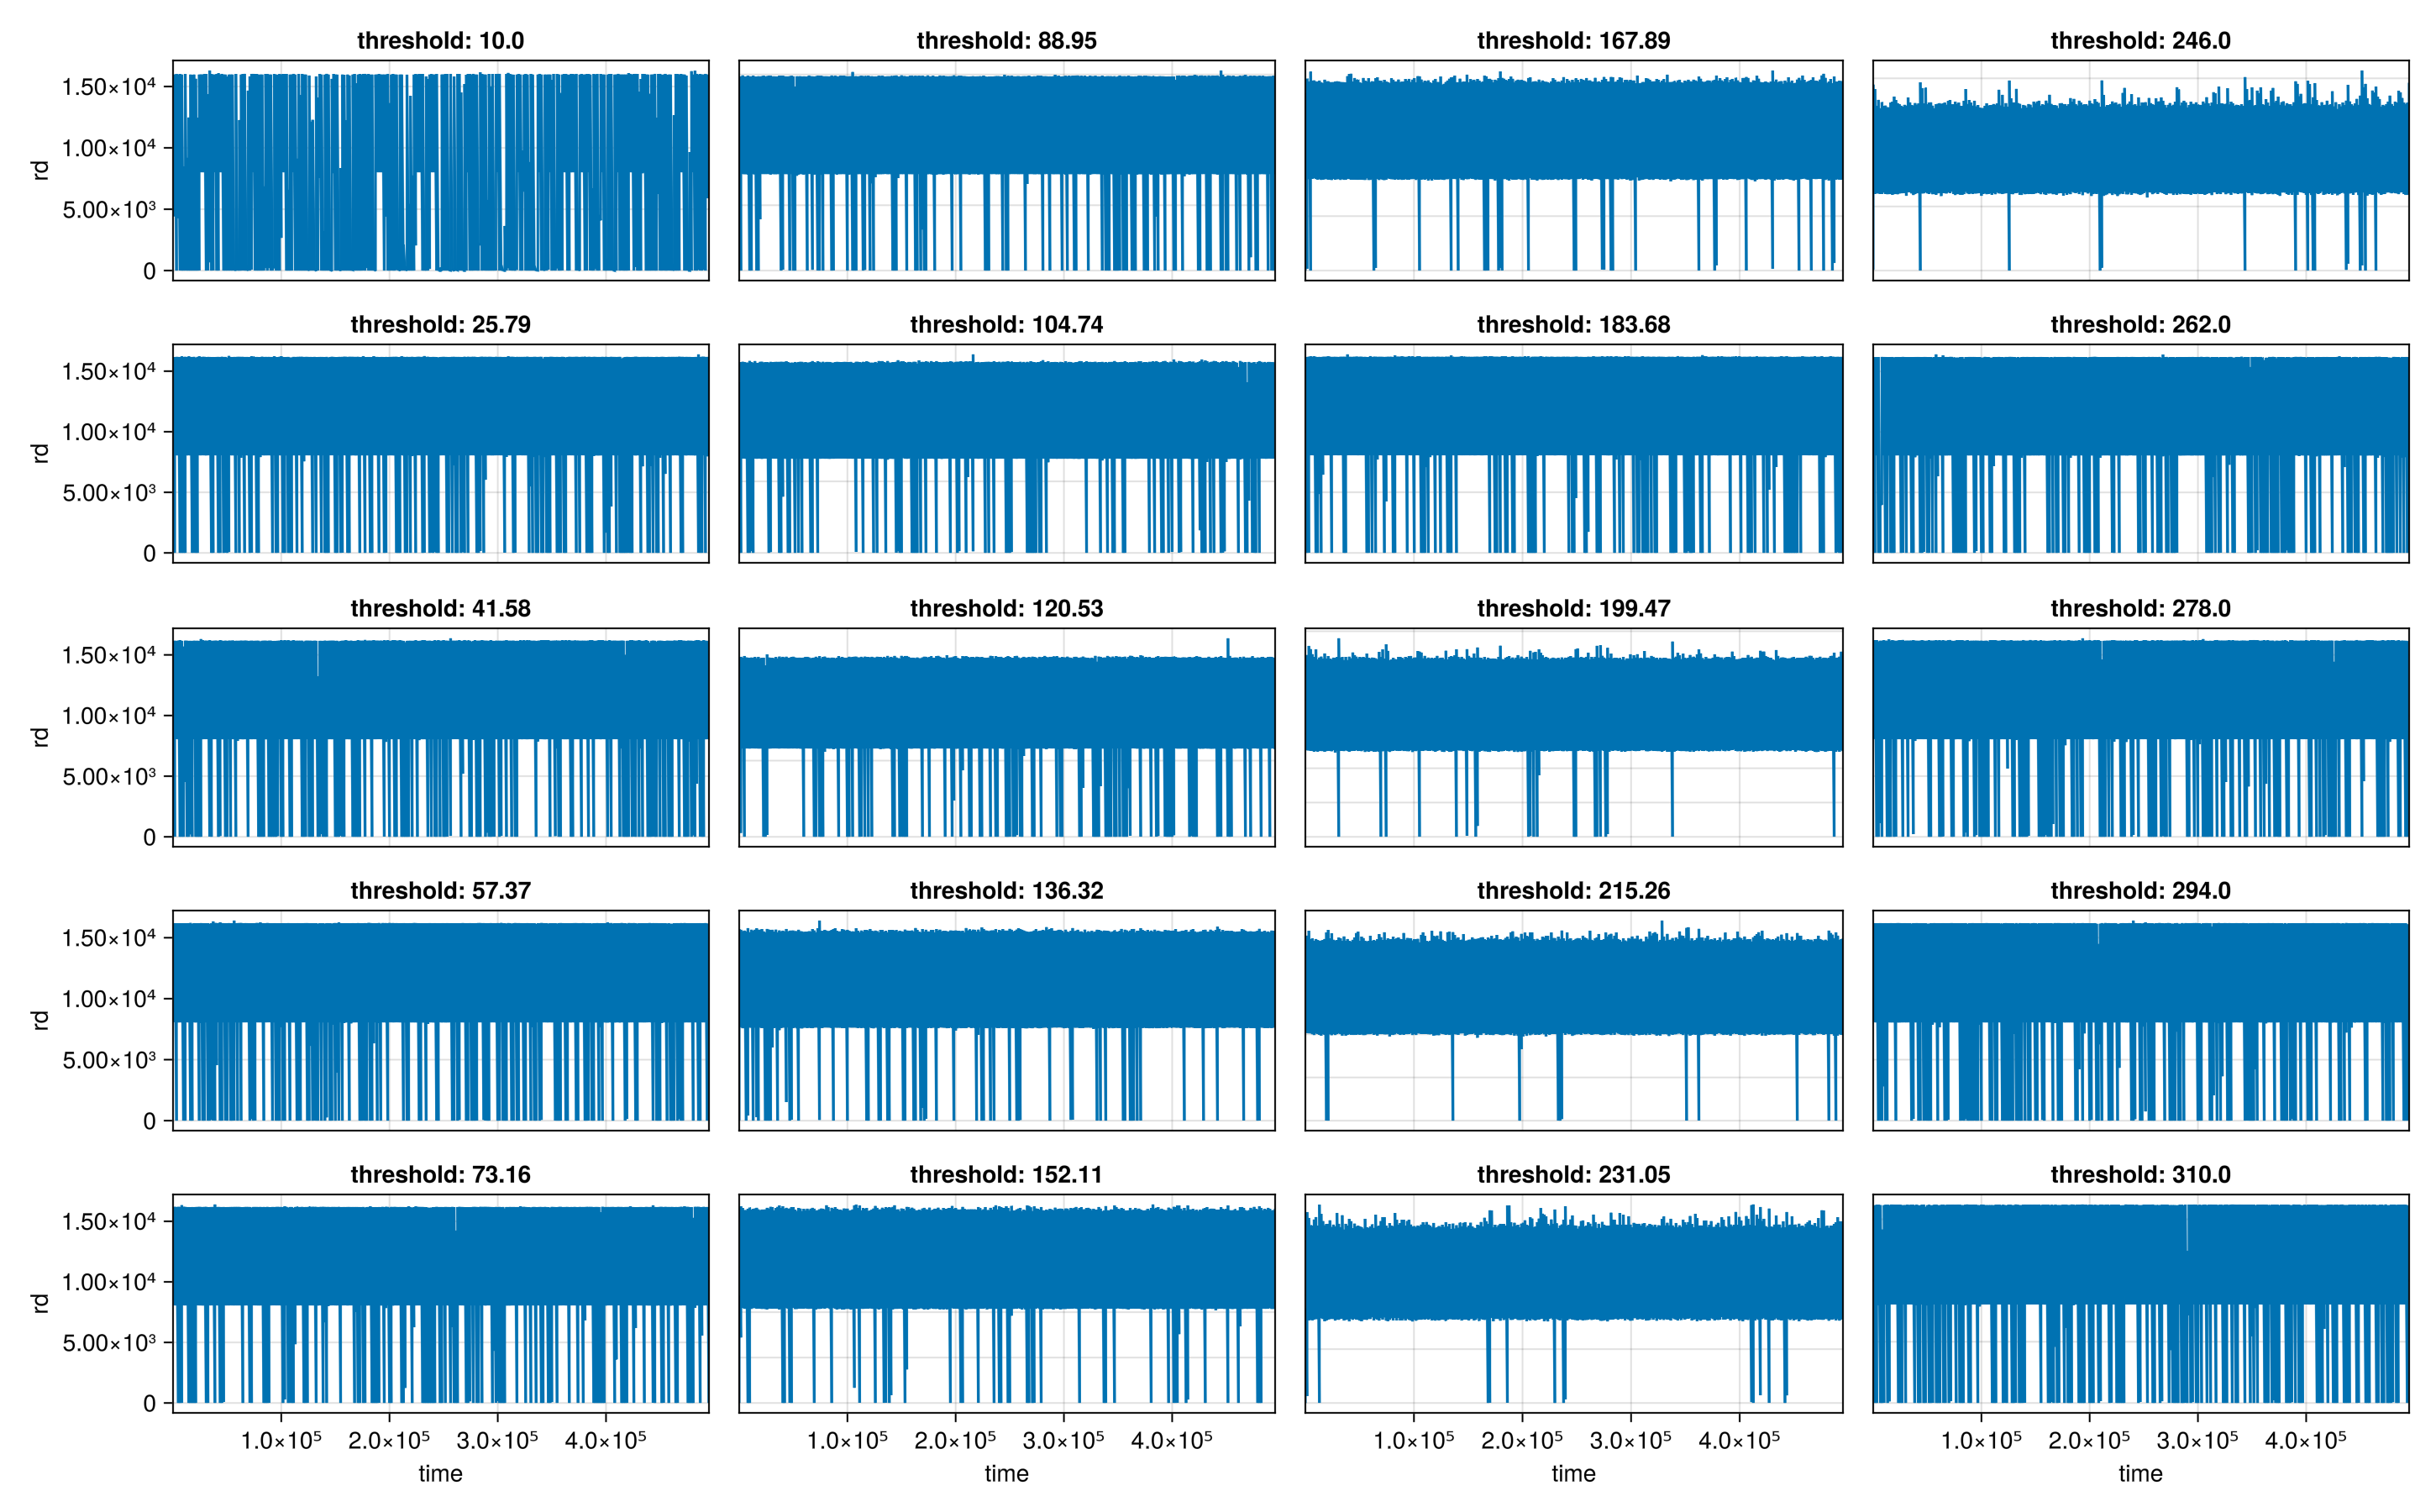 threshold: 10.0
threshold: 88.95
threshold: 167.89
threshold: 246.0
rd
1.50×10⁴
1.00×10⁴
5.00×10³
0
threshold: 25.79
threshold: 104.74
threshold: 183.68
threshold: 262.0
rd
1.50×10⁴
1.00×10⁴
5.00×10³
0
threshold: 41.58
threshold: 120.53
threshold: 199.47
threshold: 278.0
rd
1.50×10⁴
1.00×10⁴
5.00×10³
0
threshold: 57.37
threshold: 136.32
threshold: 215.26
threshold: 294.0
rd
1.50×10⁴
1.00×10⁴
5.00×10³
0
threshold: 73.16
threshold: 152.11
threshold: 231.05
threshold: 310.0
rd
1.50×10⁴
1.00×10⁴
5.00×10³
0
1.0×10⁵ 2.0×10⁵ 3.0×10⁵ 4.0×10⁵
1.0×10⁵ 2.0×10⁵ 3.0×10⁵ 4.0×10⁵
1.0×10⁵ 2.0×10⁵ 3.0×10⁵ 4.0×10⁵
1.0×10⁵ 2.0×10⁵ 3.0×10⁵ 4.0×10⁵
time
time
time
time